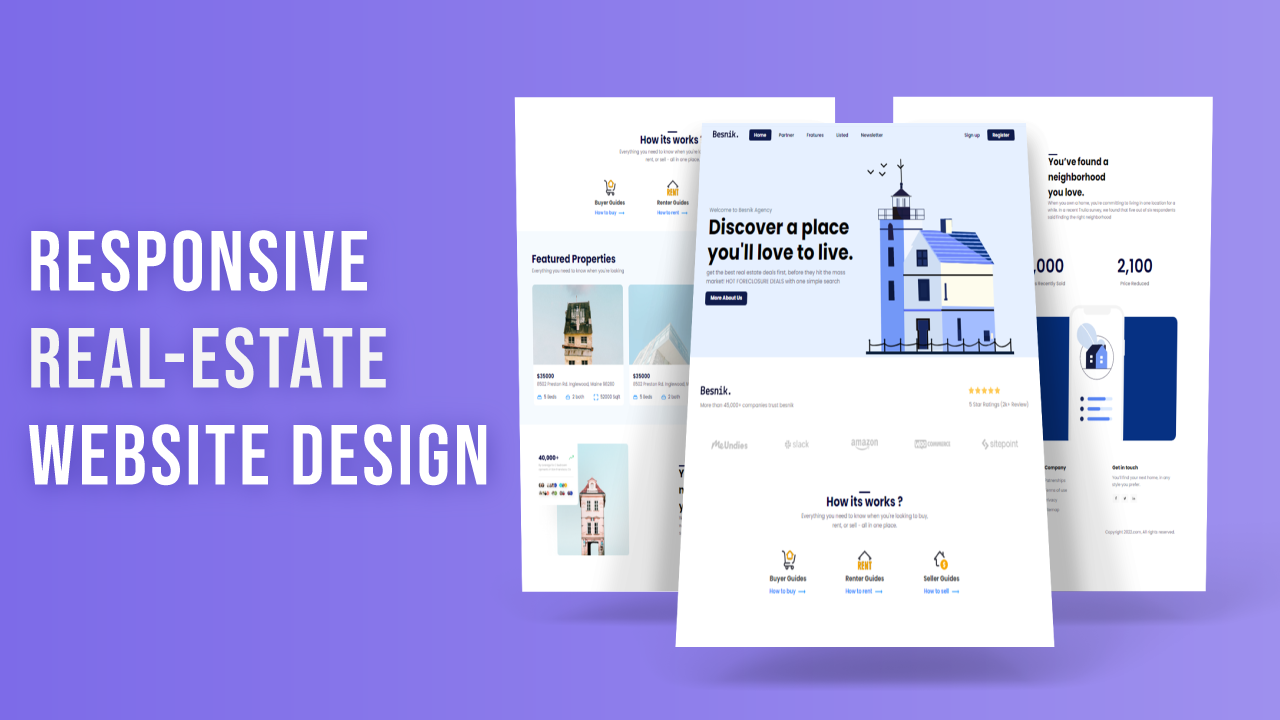 RESPONSIVE
REAL-ESTATE
WEBSITE DESIGN
How its works ?
Everything you need to know when you're
rent, or sell - all in one place.
Buyer Guides
Renter Guides
How to buy
How to rent
Featured Properties
Everything you need to know when you're looking
$35000
8502 Preston Rd. Inglewood, Maine 98280
5 Beds 2 bath $2000 Sqft
$35000
8502 Preston Rd. Inglewood,
5 Beds 2 bath
40,000+
Besnik.
Home Partner Features Listed Newsletter
Sign up Register
Welcome to Besnik Agency
Discover a place
you'll love to live.
get the best real estate deals first, before they hit the mass
market! HOT FORECLOSURE DEALS with one simple search
More About Us
Besnik.
More than 45,000+ companies trust besnik
5 Star Ratings (2k+ Review)
MeUndies
slack
amazon
WOO COMMERCE
sitepoint
How its works ?
Everything you need to know when you're looking to buy,
rent, or sell - all in one place.
RENT
Buyer Guides
Renter Guides
Seller Guides
How to buy
How to rent
How to sell
You've found a
neighborhood
you love.
When you own a home, you're committing to living in one location for a
while. In a recent Trulia survey, we found that five out of six respondents
said finding the right neighborhood
,000
2,100
Recently Sold
Price Reduced
Company
Get in touch
You'll find your next home, in any
style you prefer.
Copyright 2022.com. All rights reserved.